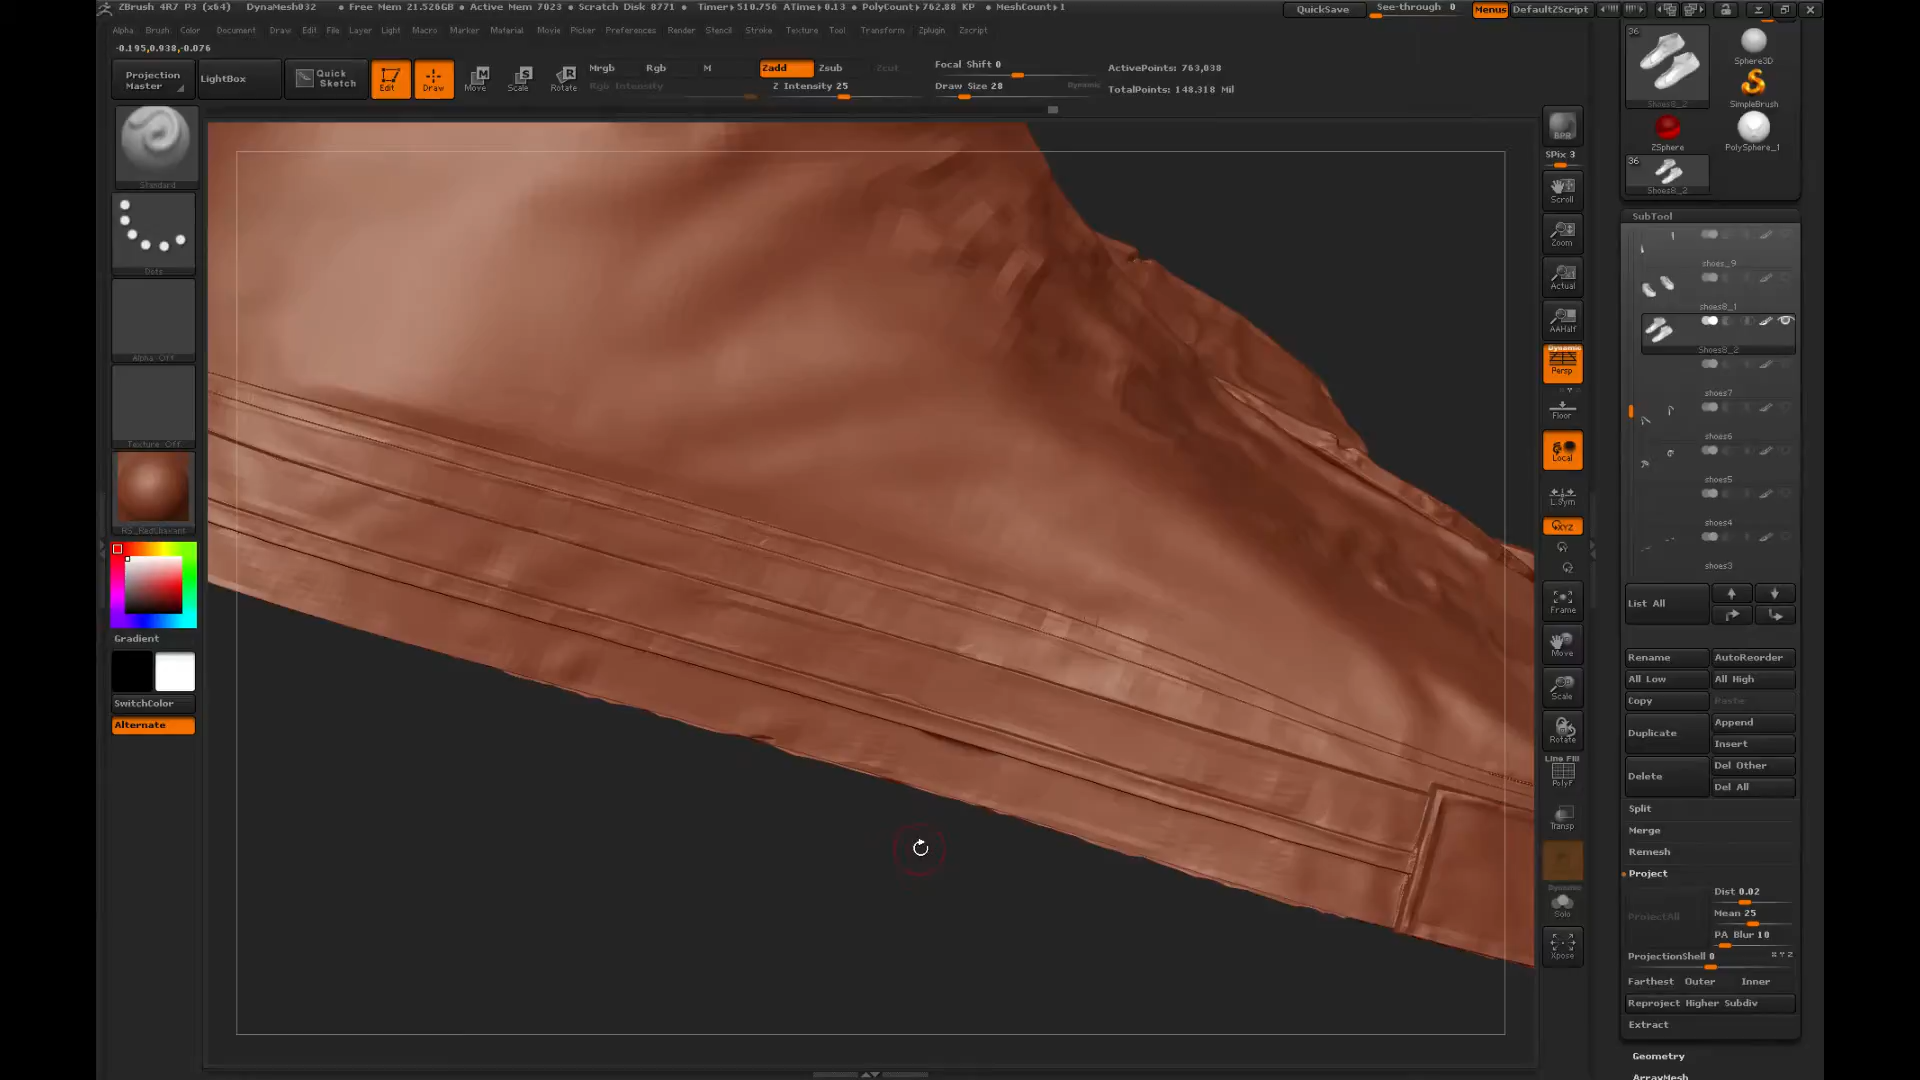 ZBrush 4R7 P3 (x64) DynaMesh032 • Free Mem 21.526GB • Active Mem 7023 • Scratch Disk 8771 • Timer▸510.756 ATime▸0.13 • PolyCount▸762.88 KP • MeshCount▸1 QuickSave See-through 0 Menus DefaultZScript
Alpha Brush Color Document Draw Edit File Layer Light Macro Marker Material Movie Picker Preferences Render Stencil Stroke Texture Tool Transform Zplugin Zscript
-0.195,0.938,-0.076
Projection Master
LightBox
Quick Sketch
Edit
Draw
Move
Scale
Rotate
Mrgb Rgb M
Rgb Intensity
Zadd Zsub Zcut
Z Intensity 25
Focal Shift 0
Draw Size 28
Dynamic
ActivePoints: 763,038
TotalPoints: 148.318 Mil
Standard
Dots
Alpha Off
Texture Off
Gradient
SwitchColor
Alternate
BPR
SPix 3
Scroll
Zoom
Actual
AAHalf
Dynamic
Persp
Floor
Local
L.Sym
XYZ
Frame
Move
Scale
Rotate
Line Fill
PolyF
Transp
Dynamic
Solo
Xpose
36
Shoes8_2
Sphere3D
SimpleBrush
ZSphere
PolySphere_1
36
Shoes8_2
SubTool
shoes_9
shoes8_1
Shoes8_2
shoes7
shoes6
shoes5
shoes4
shoes3
List All
Rename AutoReorder
All Low All High
Copy Paste
Duplicate Append
Insert
Delete Del Other
Del All
Split
Merge
Remesh
Project
ProjectAll
Dist 0.02
Mean 25
PA Blur 10
ProjectionShell 0 X Y Z
Farthest Outer Inner
Reproject Higher Subdiv
Extract
Geometry
ArrayMesh